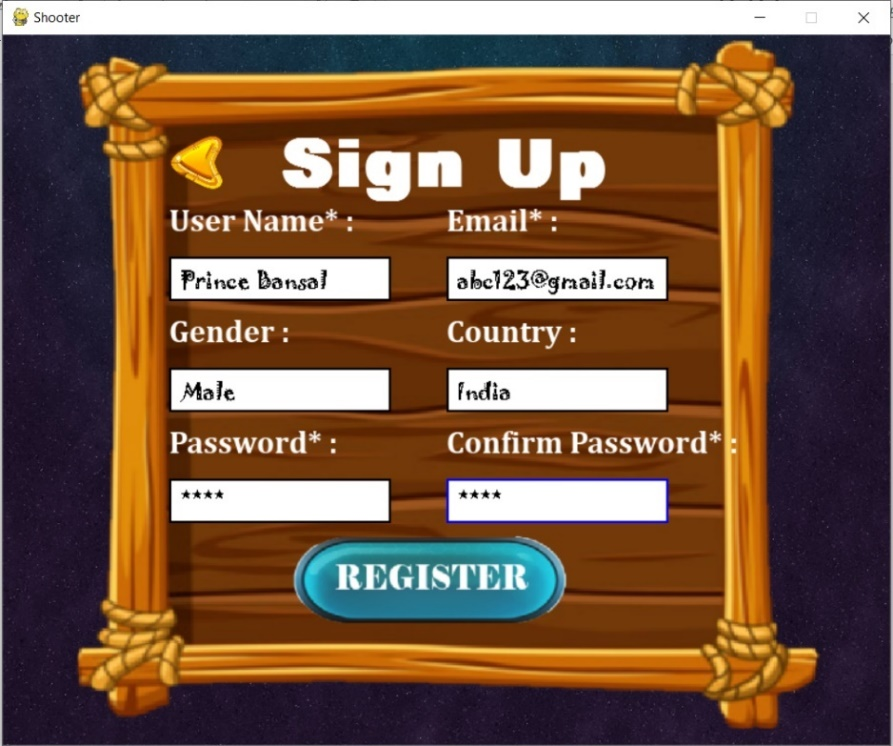 Shooter
Sign Up
User Name* : Email* :
Prince Bansal abc123@gmail.com
Gender : Country :
Male India
Password* : Confirm Password* :
**** ****
REGISTER